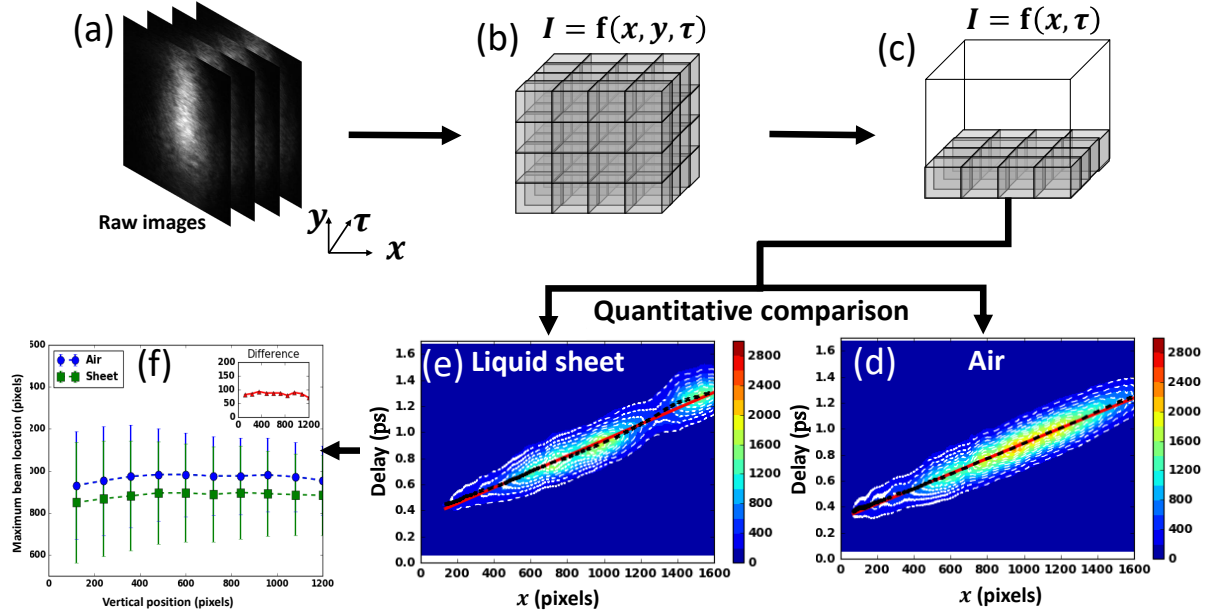 (a)
Raw images
y
τ
x
(b)
I = f(x, y, τ)
(c)
I = f(x, τ)
Quantitative comparison
(f)
Air
Sheet
Difference
200
150
100
50
0
0 200 400 600 800 1000 1200
Maximum beam location (pixels)
600
800
0 200 400 600 800 1000 1200
Vertical position (pixels)
(e)
Liquid sheet
Delay (ps)
1.6
1.4
1.2
1.0
0.8
0.6
0.4
0.2
0.0
0 200 400 600 800 1000 1200 1400 1600
x (pixels)
2800
2400
2000
1600
1200
800
400
0
(d)
Air
Delay (ps)
1.6
1.4
1.2
1.0
0.8
0.6
0.4
0.2
0.0
0 200 400 600 800 1000 1200 1400 1600
x (pixels)
2800
2400
2000
1600
1200
800
400
0